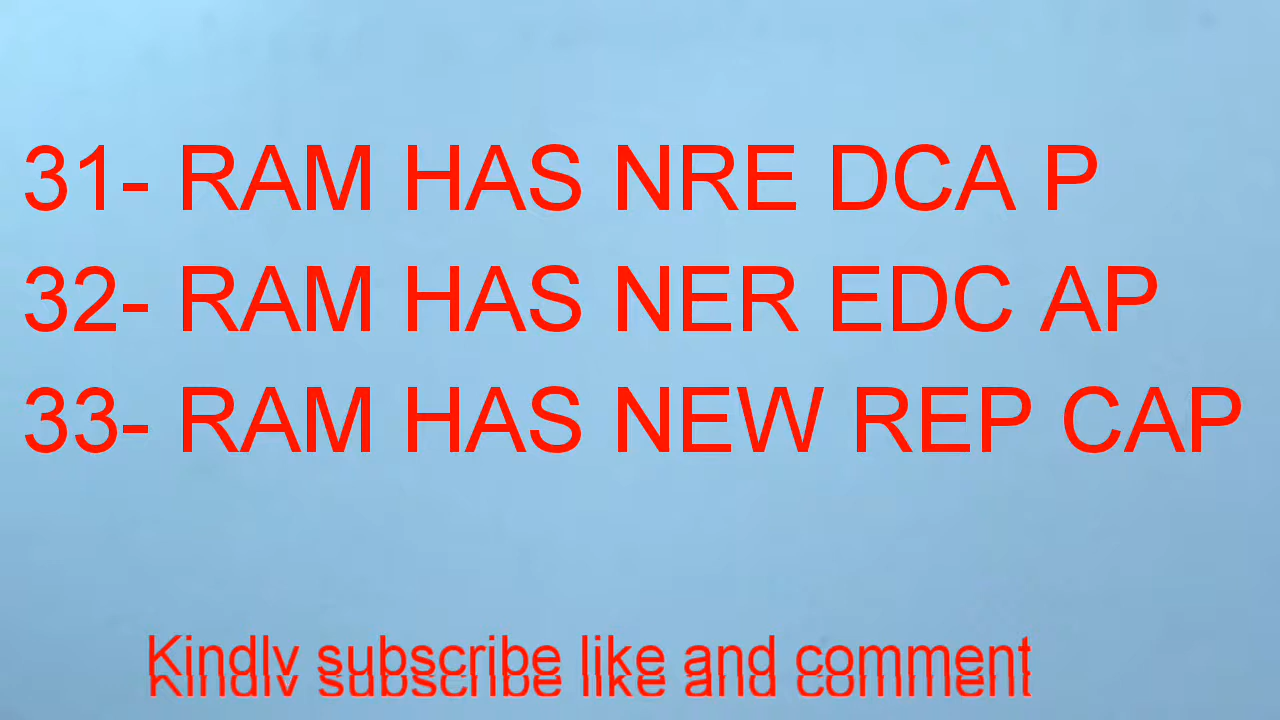 31- RAM HAS NRE DCA P
32- RAM HAS NER EDC AP
33- RAM HAS NEW REP CAP
Kindly subscribe like and comment